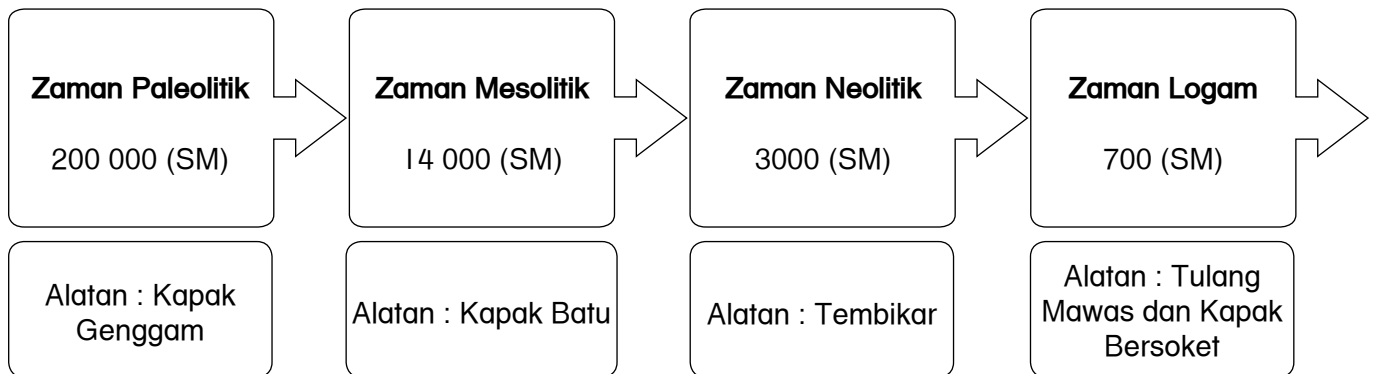 Zaman Paleolitik
200 000 (SM)
Zaman Mesolitik
14 000 (SM)
Zaman Neolitik
3000 (SM)
Zaman Logam
700 (SM)
Alatan : Kapak
Genggam
Alatan : Kapak Batu
Alatan : Tembikar
Alatan : Tulang
Mawas dan Kapak
Bersoket